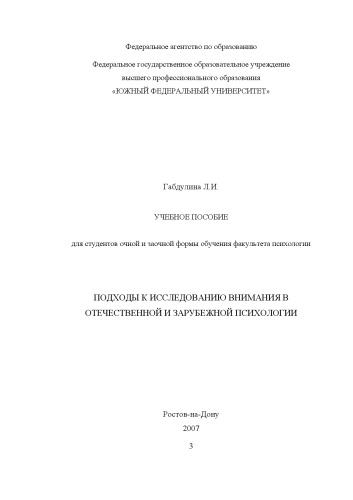 Федеральное агентство по образованию
Федеральное государственное образовательное учреждение
высшего профессионального образования
«ЮЖНЫЙ ФЕДЕРАЛЬНЫЙ УНИВЕРСИТЕТ»
Габдулина Л.И.
УЧЕБНОЕ ПОСОБИЕ
для студентов очной и заочной формы обучения факультета психологии
ПОДХОДЫ К ИССЛЕДОВАНИЮ ВНИМАНИЯ В
ОТЕЧЕСТВЕННОЙ И ЗАРУБЕЖНОЙ ПСИХОЛОГИИ
Ростов-на-Дону
2007
3